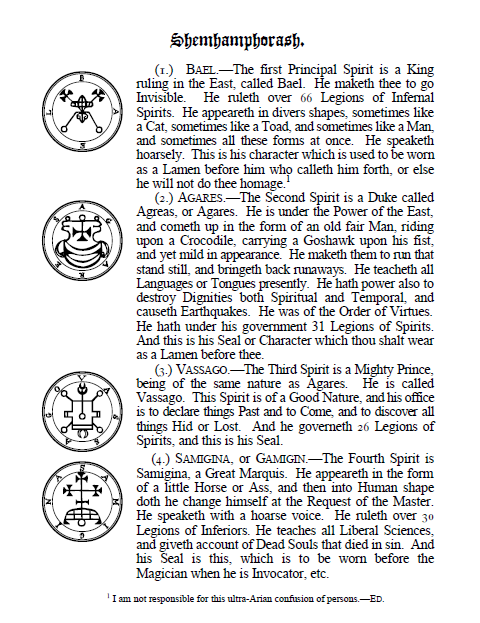 Shemhamphorash.
(1.) BAEL.—The first Principal Spirit is a King
ruling in the East, called Bael. He maketh thee to go
Invisible. He ruleth over 66 Legions of Infernal
Spirits. He appeareth in divers shapes, sometimes like
a Cat, sometimes like a Toad, and sometimes like a Man,
and sometimes all these forms at once. He speaketh
hoarsely. This is his character which is used to be worn
as a Lamen before him who calleth him forth, or else
he will not do thee homage.¹
(2.) AGARES.—The Second Spirit is a Duke called
Agreas, or Agares. He is under the Power of the East,
and cometh up in the form of an old fair Man, riding
upon a Crocodile, carrying a Goshawk upon his fist,
and yet mild in appearance. He maketh them to run that
stand still, and bringeth back runaways. He teacheth all
Languages or Tongues presently. He hath power also to
destroy Dignities both Spiritual and Temporal, and
causeth Earthquakes. He was of the Order of Virtues.
He hath under his government 31 Legions of Spirits.
And this is his Seal or Character which thou shalt wear
as a Lamen before thee.
(3.) VASSAGO.—The Third Spirit is a Mighty Prince,
being of the same nature as Agares. He is called
Vassago. This Spirit is of a Good Nature, and his office
is to declare things Past and to Come, and to discover all
things Hid or Lost. And he governeth 26 Legions of
Spirits, and this is his Seal.
(4.) SAMIGINA, or GAMIGIN.—The Fourth Spirit is
Samigina, a Great Marquis. He appeareth in the form
of a little Horse or Ass, and then into Human shape
doth he change himself at the Request of the Master.
He speaketh with a hoarse voice. He ruleth over 30
Legions of Inferiors. He teaches all Liberal Sciences,
and giveth account of Dead Souls that died in sin. And
his Seal is this, which is to be worn before the
Magician when he is Invocator, etc.
¹ I am not responsible for this ultra-Arian confusion of persons.—ED.